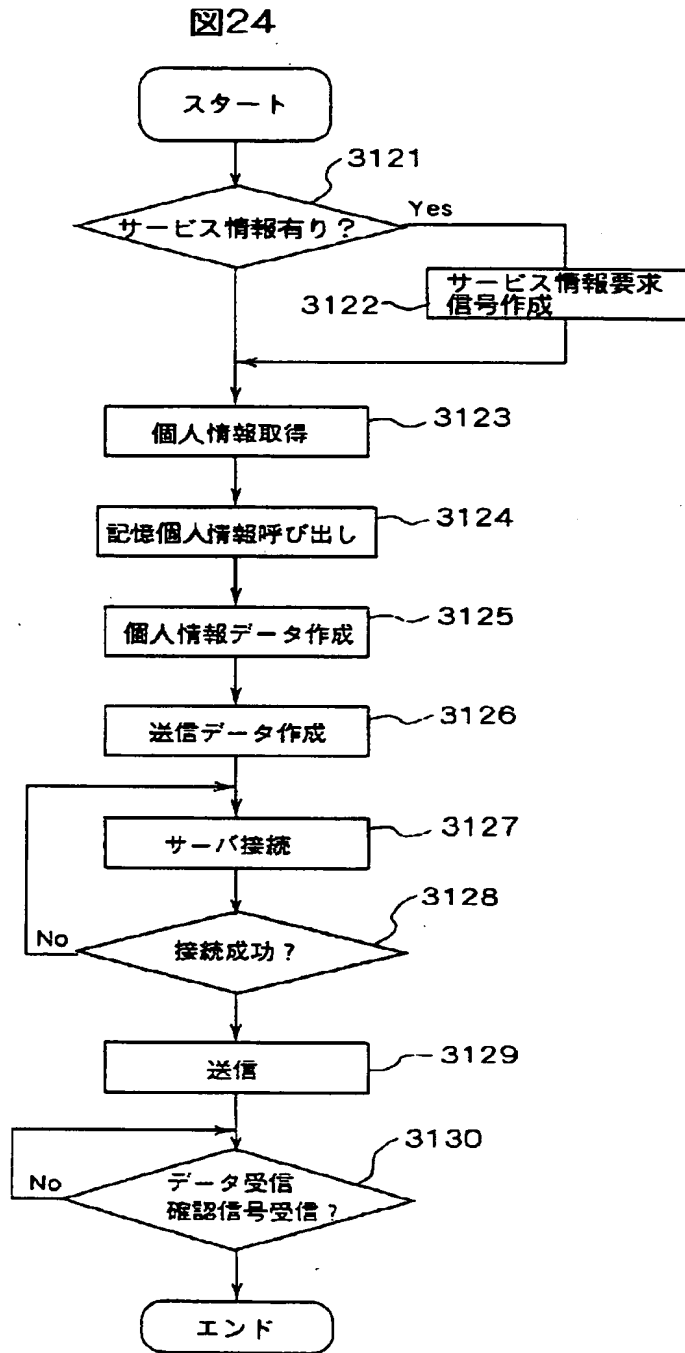 図24
スタート
3121
サービス情報有り？
Yes
サービス情報要求
信号作成
3122
個人情報取得
3123
記憶個人情報呼び出し
3124
個人情報データ作成
3125
送信データ作成
3126
サーバ接続
3127
3128
接続成功？
No
送信
3129
3130
データ受信
確認信号受信？
No
エンド